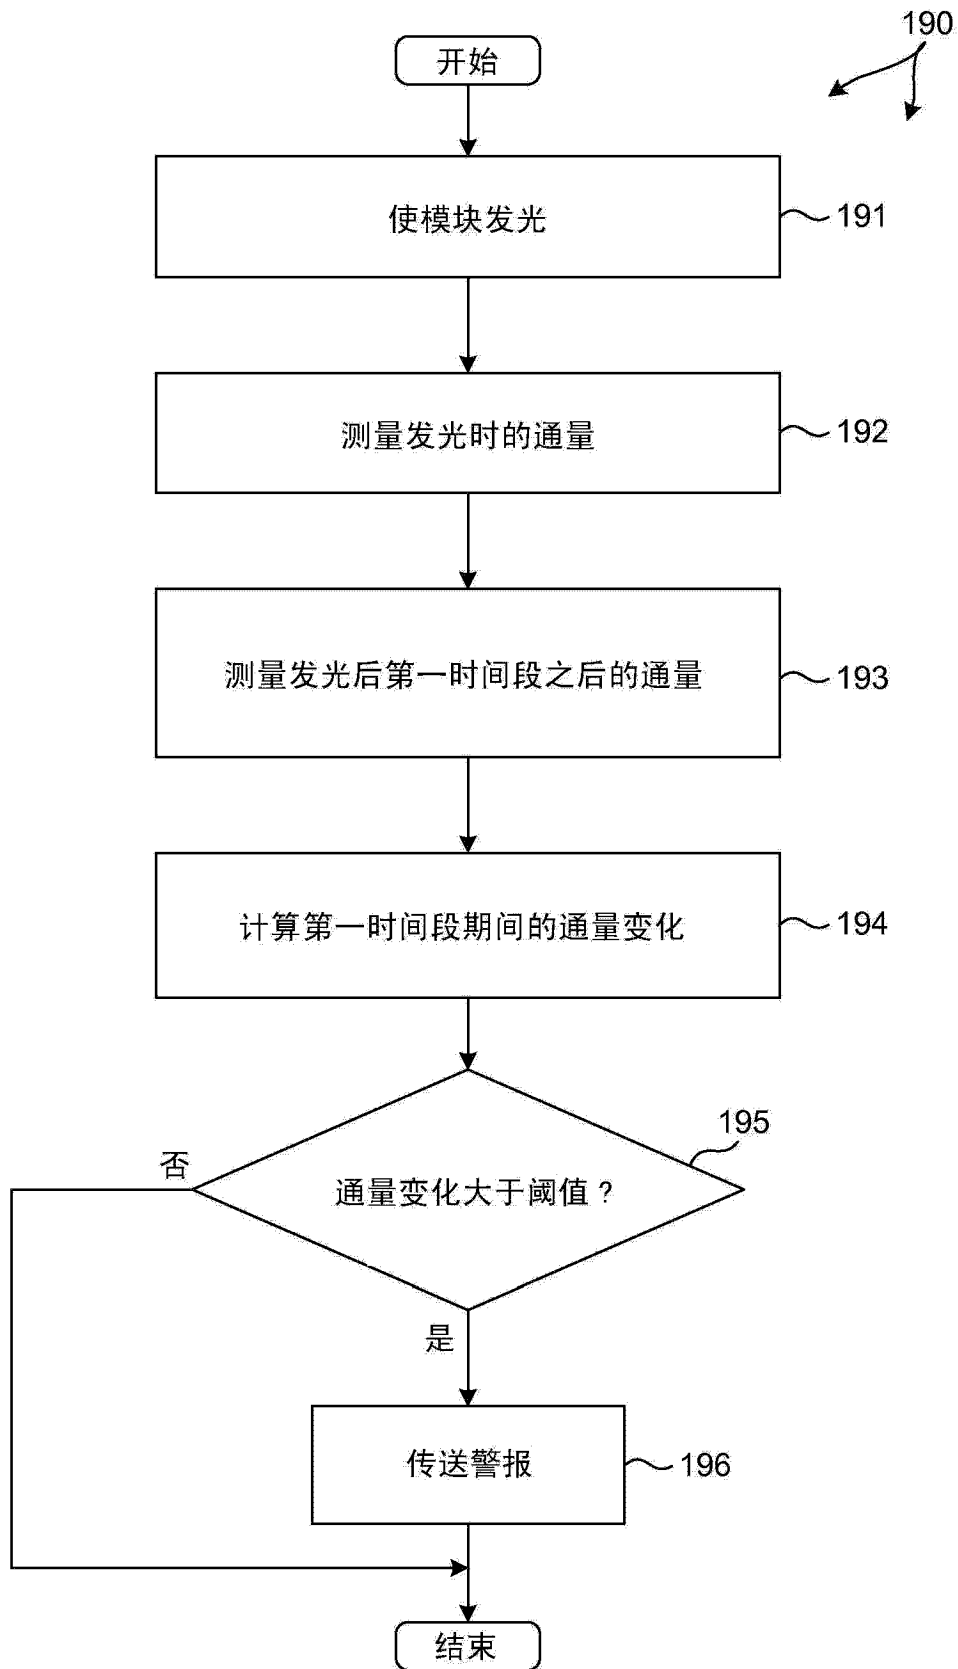 190
开始
使模块发光
191
测量发光时的通量
192
测量发光后第一时间段之后的通量
193
计算第一时间段期间的通量变化
194
195
否
通量变化大于阈值？
是
传送警报
196
结束